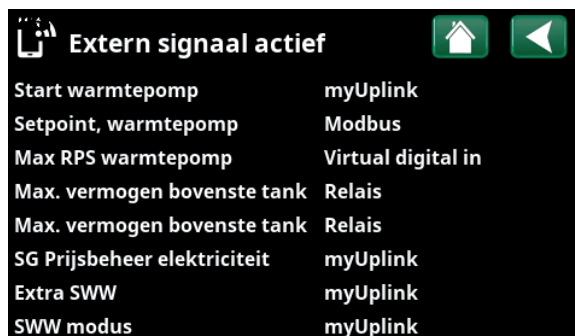 Extern signaal actief
Start warmtepomp myUplink
Setpoint, warmtepomp Modbus
Max RPS warmtepomp Virtual digital in
Max. vermogen bovenste tank Relais
Max. vermogen bovenste tank Relais
SG Prijsbeheer elektriciteit myUplink
Extra SWW myUplink
SWW modus myUplink